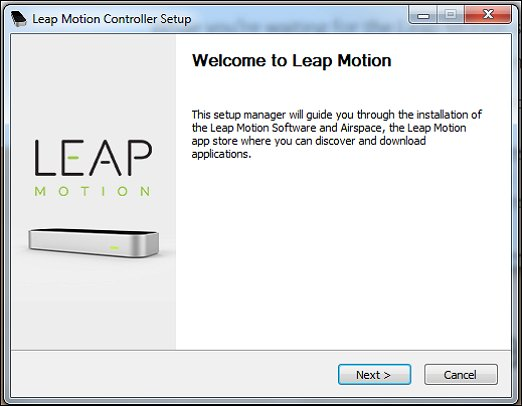 Leap Motion Controller Setup
Welcome to Leap Motion
This setup manager will guide you through the installation of
the Leap Motion Software and Airspace, the Leap Motion
app store where you can discover and download
applications.
LEAP
MOTION
Next >
Cancel